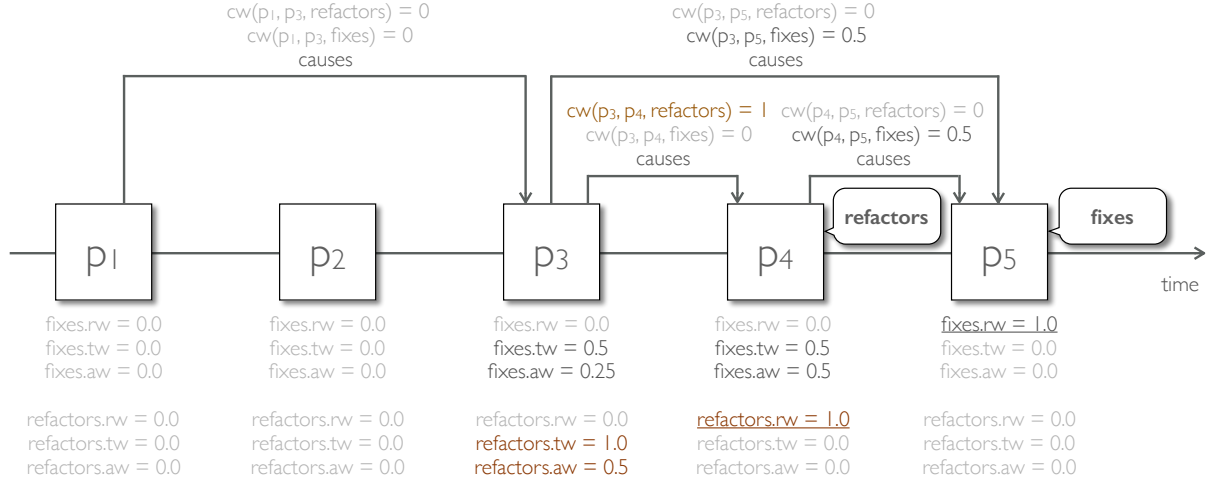 cw(p₁, p₃, refactors) = 0
cw(p₁, p₃, fixes) = 0
causes
cw(p₃, p₅, refactors) = 0
cw(p₃, p₅, fixes) = 0.5
causes
cw(p₃, p₄, refactors) = 1
cw(p₃, p₄, fixes) = 0
causes
cw(p₄, p₅, refactors) = 0
cw(p₄, p₅, fixes) = 0.5
causes
p₁
p₂
p₃
p₄
refactors
p₅
fixes
time
fixes.rw = 0.0
fixes.tw = 0.0
fixes.aw = 0.0
fixes.rw = 0.0
fixes.tw = 0.0
fixes.aw = 0.0
fixes.rw = 0.0
fixes.tw = 0.5
fixes.aw = 0.25
fixes.rw = 0.0
fixes.tw = 0.5
fixes.aw = 0.5
fixes.rw = 1.0
fixes.tw = 0.0
fixes.aw = 0.0
refactors.rw = 0.0
refactors.tw = 0.0
refactors.aw = 0.0
refactors.rw = 0.0
refactors.tw = 0.0
refactors.aw = 0.0
refactors.rw = 0.0
refactors.tw = 1.0
refactors.aw = 0.5
refactors.rw = 1.0
refactors.tw = 0.0
refactors.aw = 0.0
refactors.rw = 0.0
refactors.tw = 0.0
refactors.aw = 0.0